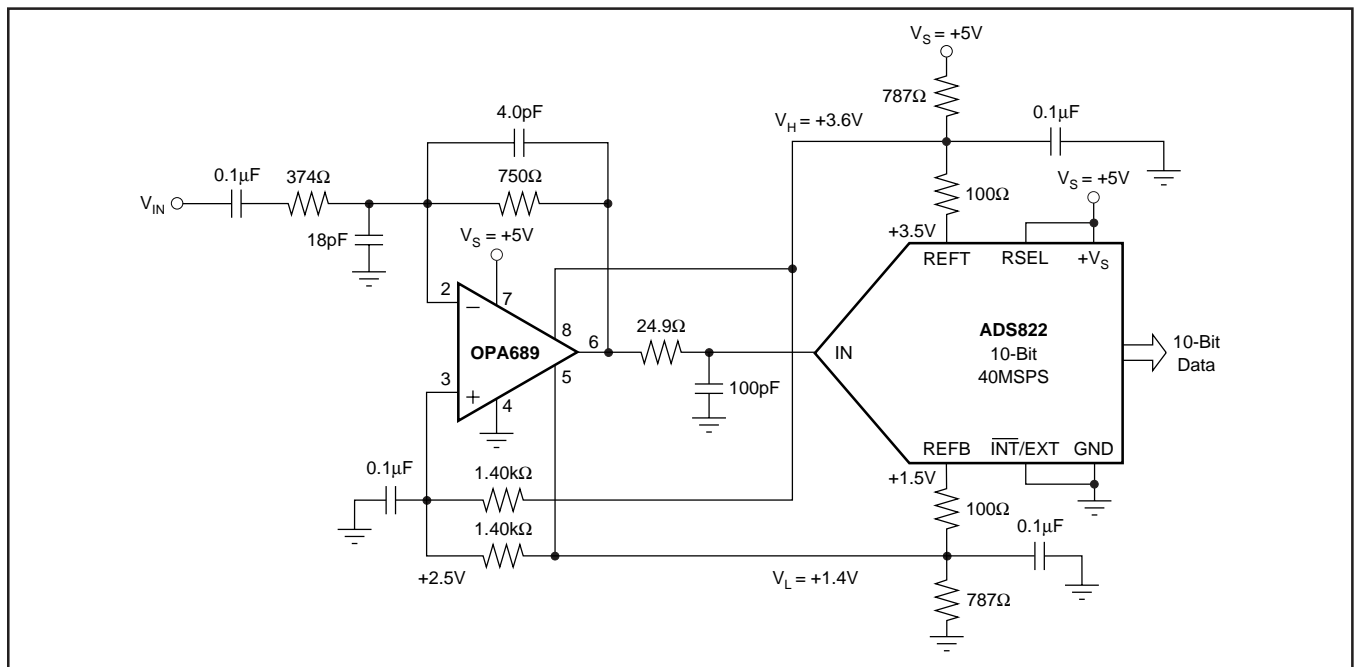 V_S = +5V
787Ω
4.0pF
V_H = +3.6V
0.1µF
0.1µF
374Ω
750Ω
V_S = +5V
100Ω
V_IN
18pF
V_S = +5V
+3.5V
REFT
RSEL
+V_S
2
7
−
8
24.9Ω
ADS822
OPA689
6
IN
10-Bit
10-Bit
3
5
40MSPS
Data
+
4
100pF
REFB
INT/EXT
GND
0.1µF
1.40kΩ
+1.5V
100Ω
0.1µF
1.40kΩ
+2.5V
V_L = +1.4V
787Ω